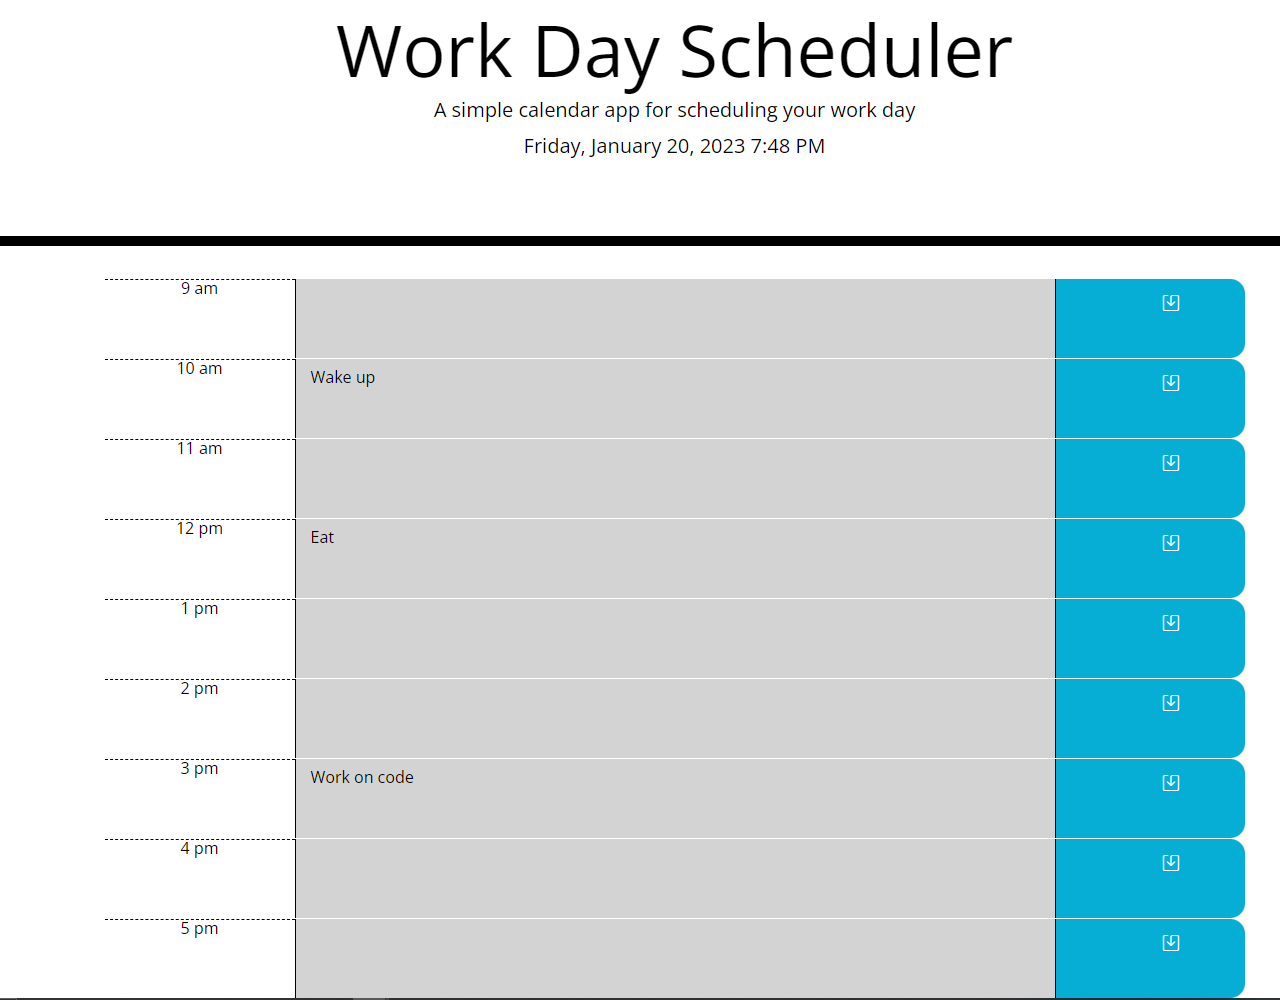 Work Day Scheduler
A simple calendar app for scheduling your work day
Friday, January 20, 2023 7:48 PM
9 am
10 am
Wake up
11 am
12 pm
Eat
1 pm
2 pm
3 pm
Work on code
4 pm
5 pm